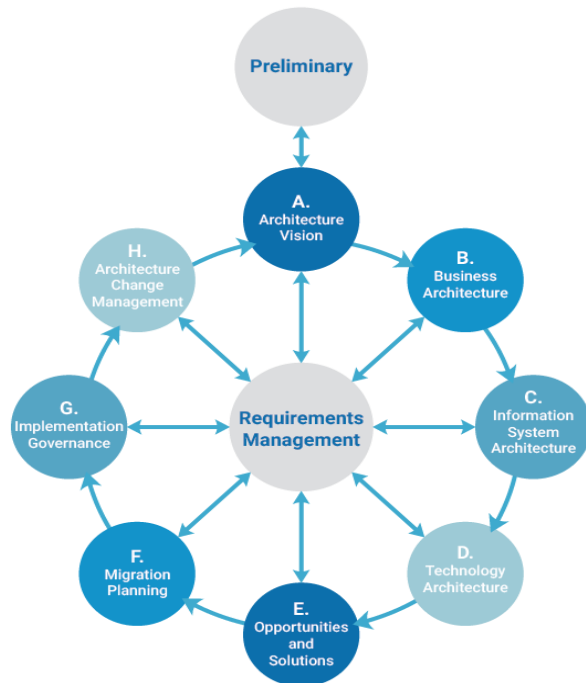 Preliminary
A.
Architecture
Vision
B.
Business
Architecture
C.
Information
System
Architecture
D.
Technology
Architecture
E.
Opportunities
and
Solutions
F.
Migration
Planning
G.
Implementation
Governance
H.
Architecture
Change
Management
Requirements
Management